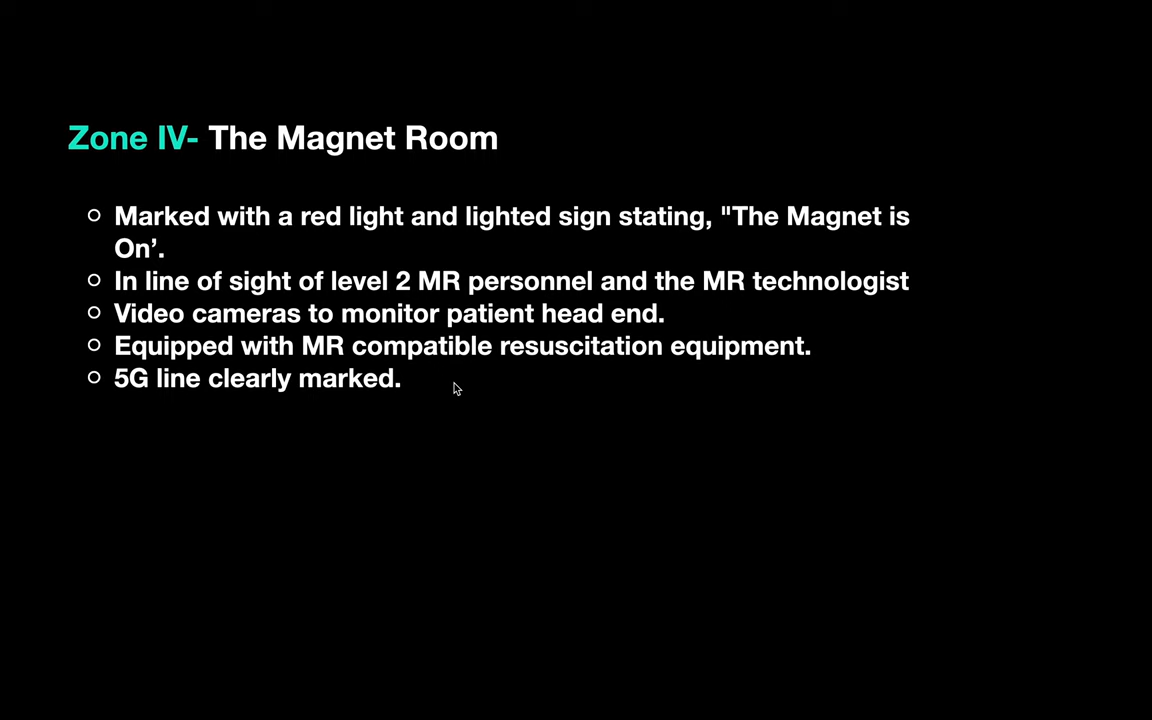 Zone IV- The Magnet Room
Marked with a red light and lighted sign stating, "The Magnet is
On’.
In line of sight of level 2 MR personnel and the MR technologist
Video cameras to monitor patient head end.
Equipped with MR compatible resuscitation equipment.
5G line clearly marked.